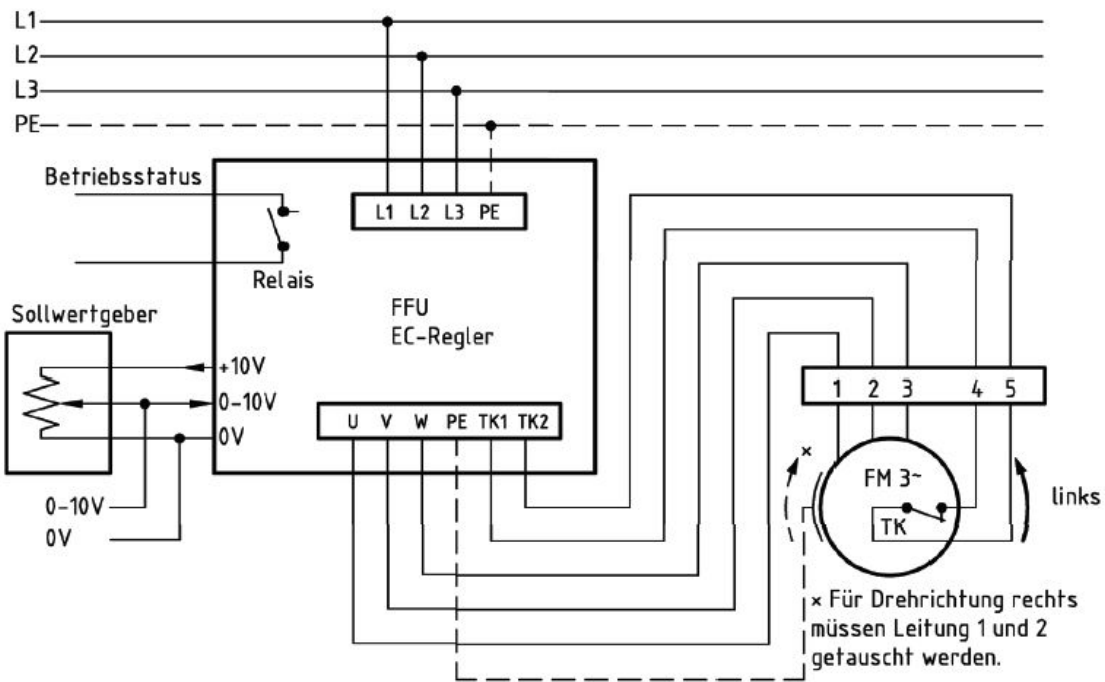 L1
L2
L3
PE
Betriebsstatus
L1 L2 L3 PE
Relais
Sollwertgeber
FFU
EC-Regler
+10V
0-10V
0V
U V W PE TK1 TK2
1 2 3 4 5
0-10V
0V
×
FM 3~
TK
links
× Für Drehrichtung rechts
müssen Leitung 1 und 2
getauscht werden.